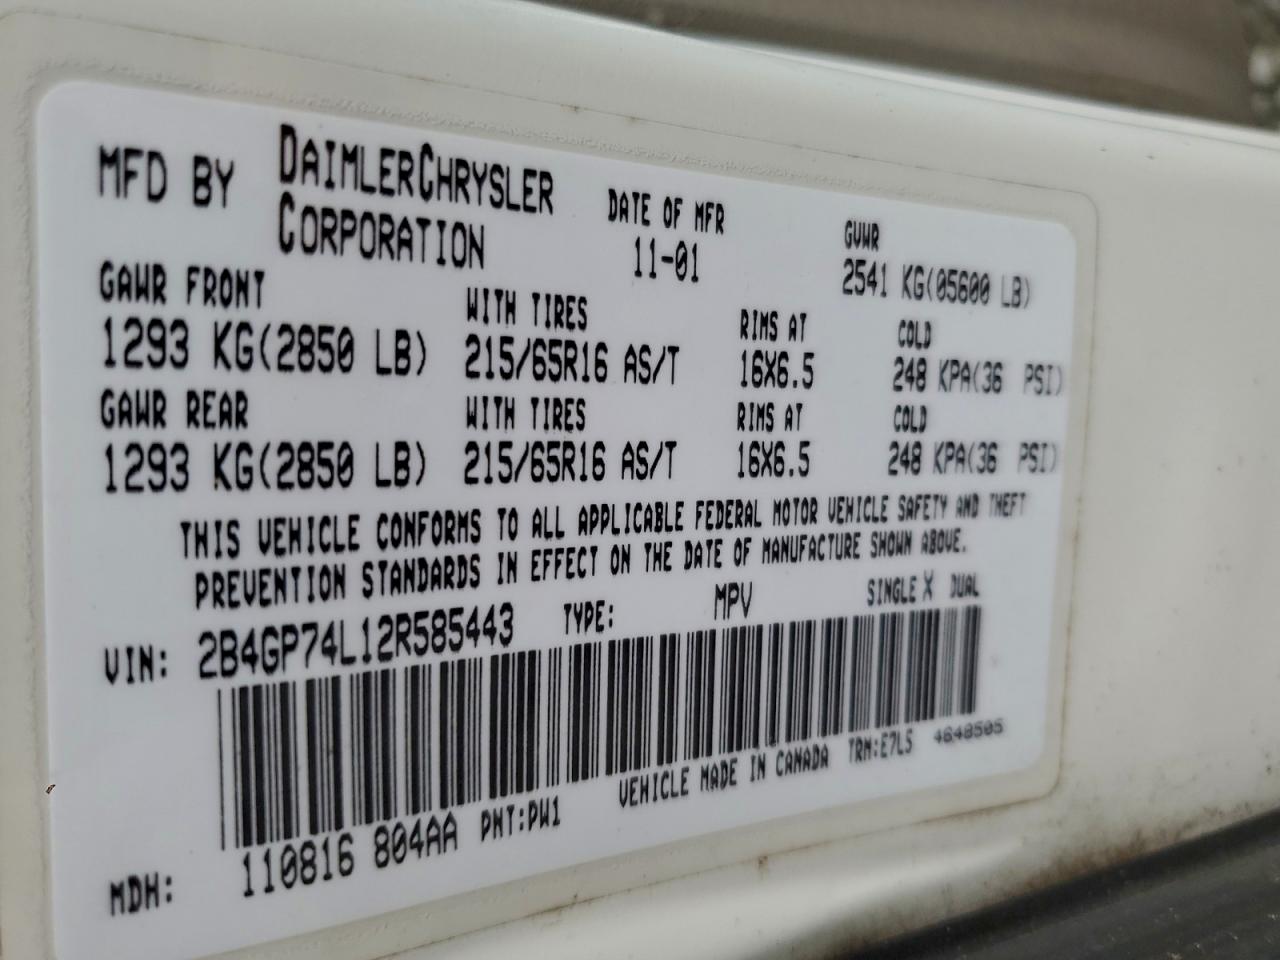 MFD BY DAIMLERCHRYSLER CORPORATION
DATE OF MFR
11-01
GVWR
2541 KG(05600 LB)
GAWR FRONT
1293 KG(2850 LB)
WITH TIRES
215/65R16 AS/T
RIMS AT
16X6.5
COLD
248 KPA(36 PSI)
GAWR REAR
1293 KG(2850 LB)
WITH TIRES
215/65R16 AS/T
RIMS AT
16X6.5
COLD
248 KPA(36 PSI)
THIS VEHICLE CONFORMS TO ALL APPLICABLE FEDERAL MOTOR VEHICLE SAFETY AND THEFT
PREVENTION STANDARDS IN EFFECT ON THE DATE OF MANUFACTURE SHOWN ABOVE.
VIN: 2B4GP74L12R585443 TYPE: MPV SINGLE X DUAL
MDH: 110816 804AA PNT:PW1 VEHICLE MADE IN CANADA TRM:E7L5 4648505